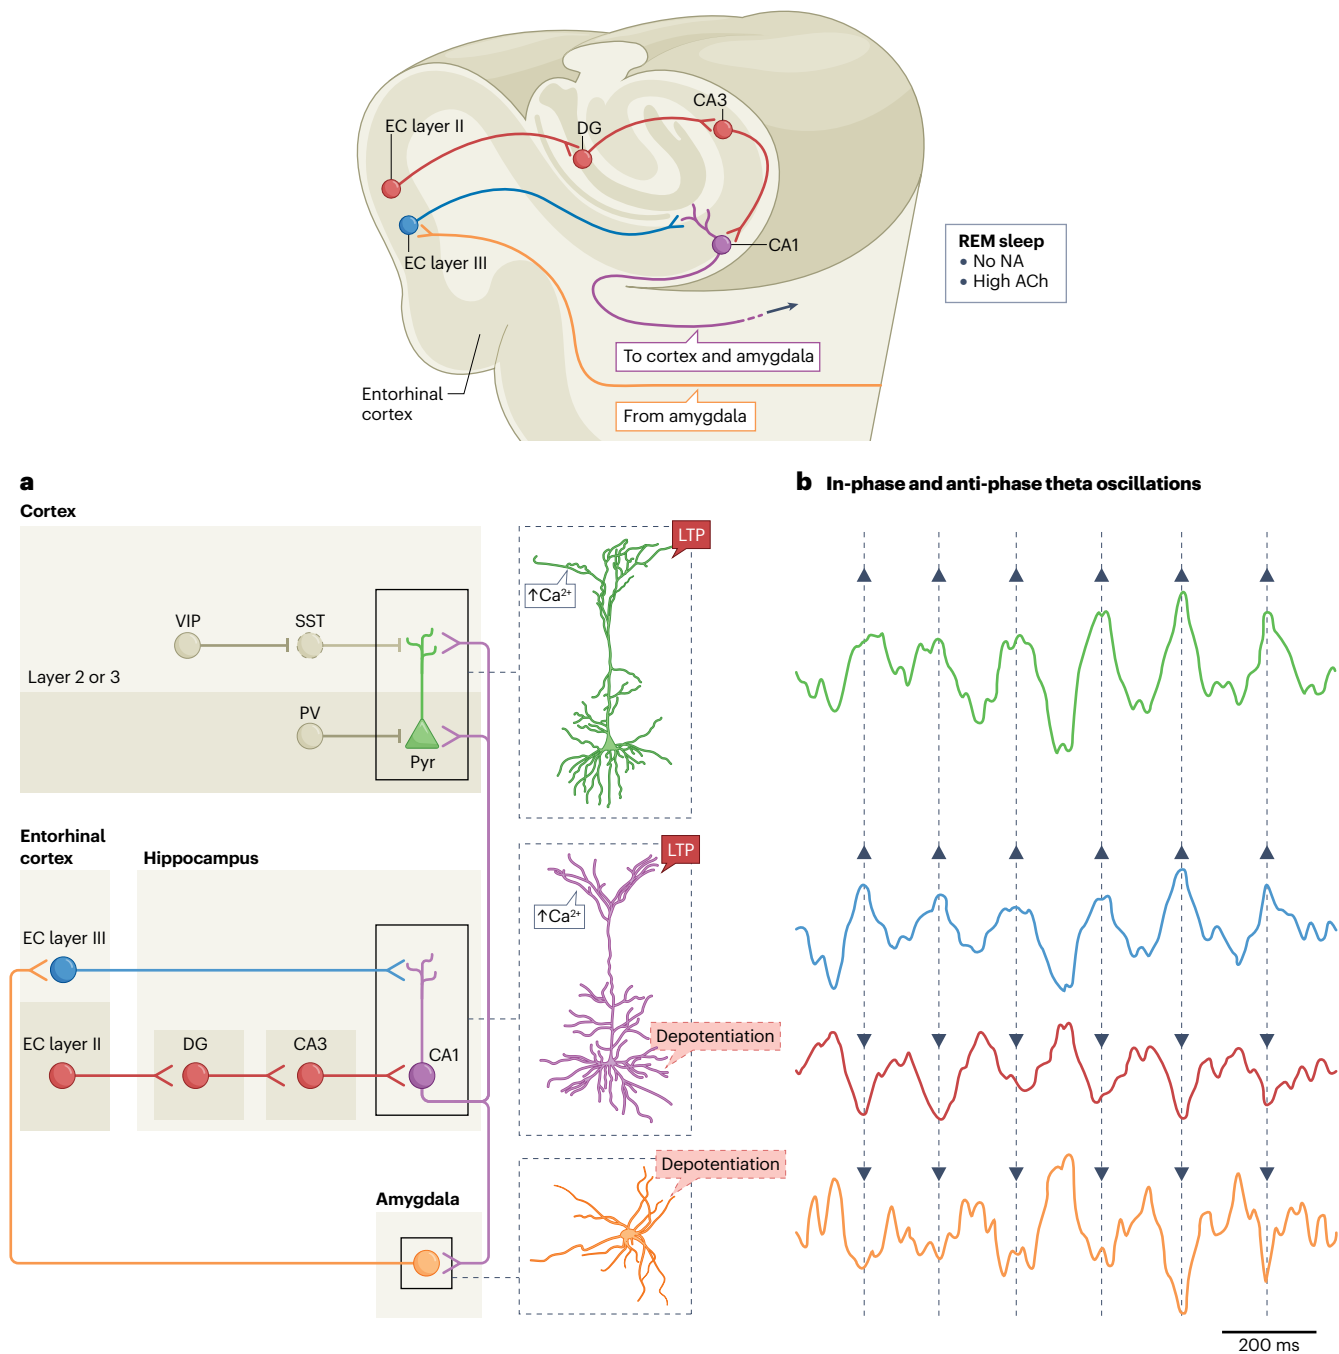 CA3
EC layer II
DG
REM sleep
• No NA
• High ACh
CA1
EC layer III
To cortex and amygdala
Entorhinal
cortex
From amygdala
a
Cortex
LTP
↑Ca²⁺
VIP
SST
Layer 2 or 3
PV
Pyr
Entorhinal
cortex
Hippocampus
LTP
↑Ca²⁺
EC layer III
EC layer II
DG
CA3
CA1
Depotentiation
Depotentiation
Amygdala
b In-phase and anti-phase theta oscillations
200 ms